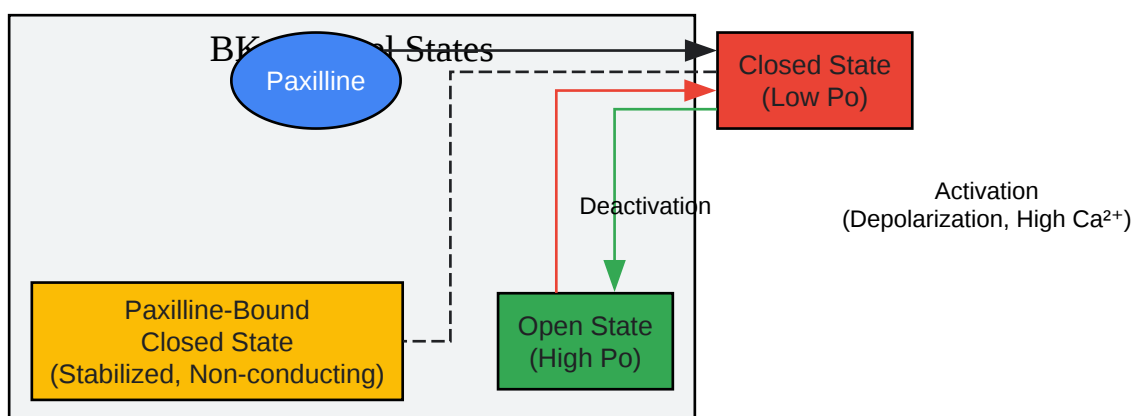 BK States
Paxilline
Closed State
(Low Po)
Activation
(Depolarization, High Ca²⁺)
Deactivation
Paxilline-Bound
Closed State
(Stabilized, Non-conducting)
Open State
(High Po)